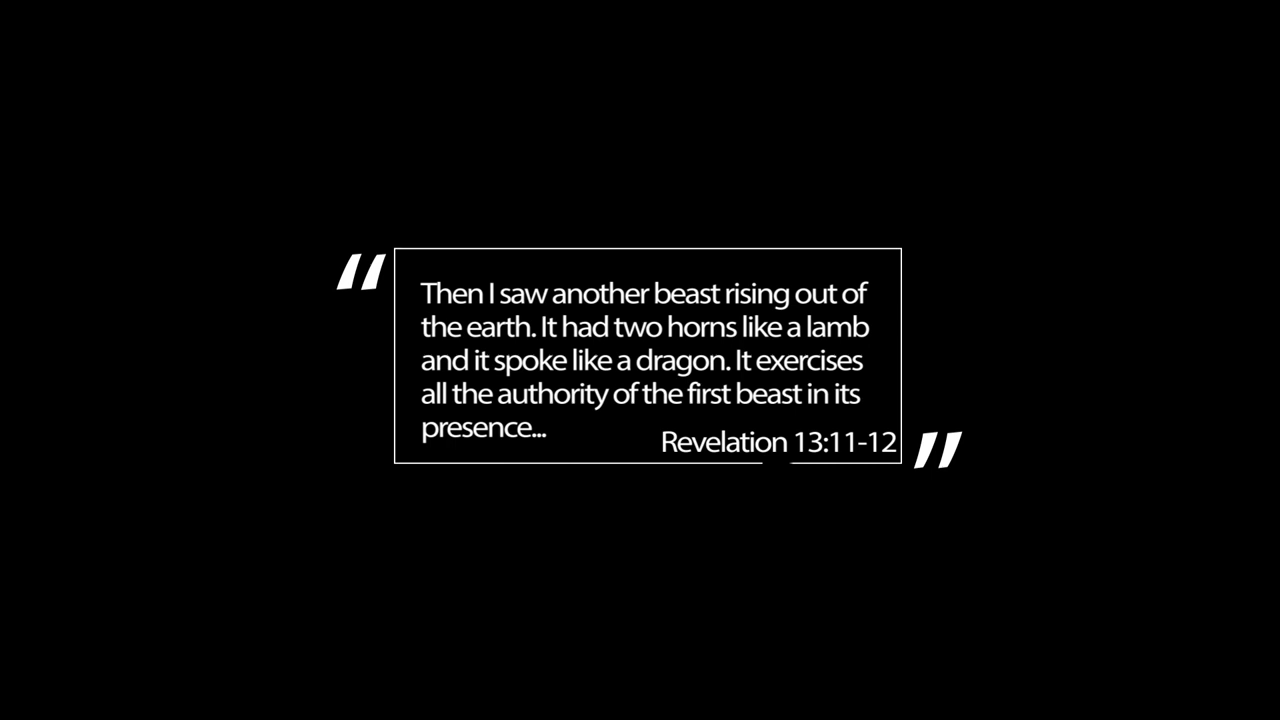 “
Then I saw another beast rising out of
the earth. It had two horns like a lamb
and it spoke like a dragon. It exercises
all the authority of the first beast in its
presence...
Revelation 13:11-12
”